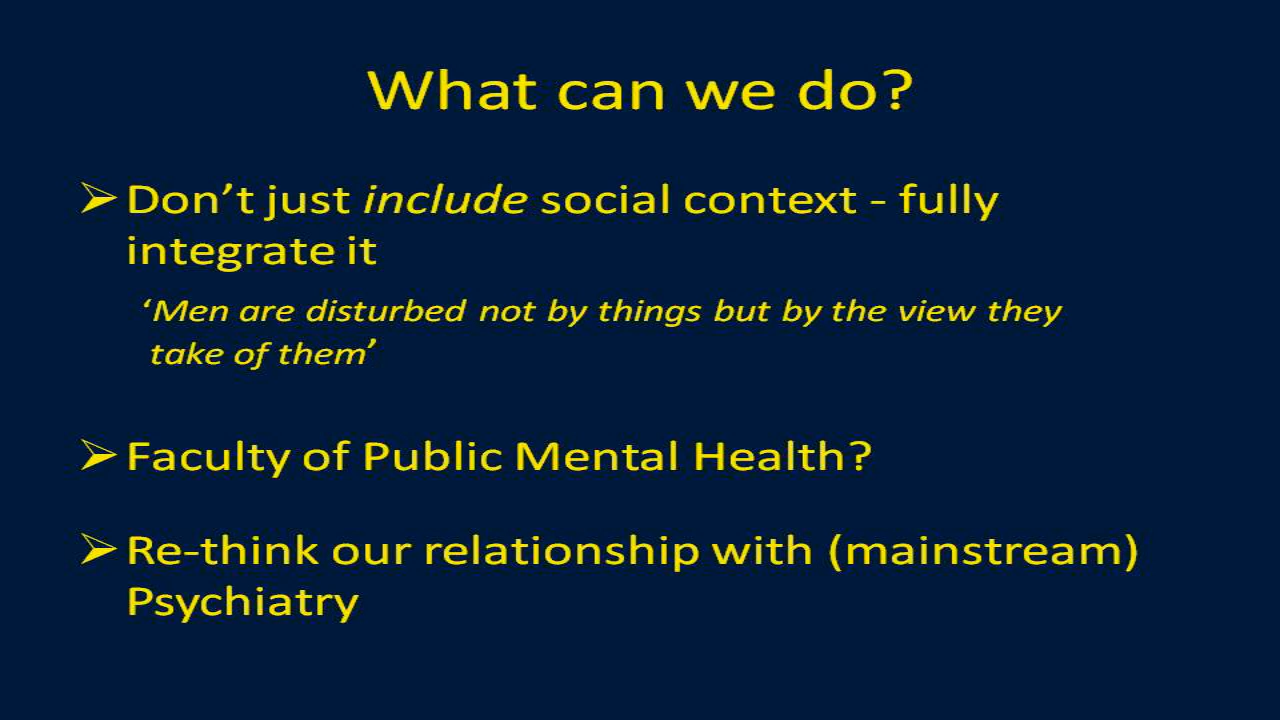 What can we do?
➢ Don’t just include social context - fully
integrate it
‘Men are disturbed not by things but by the view they
take of them’
➢ Faculty of Public Mental Health?
➢ Re-think our relationship with (mainstream)
Psychiatry